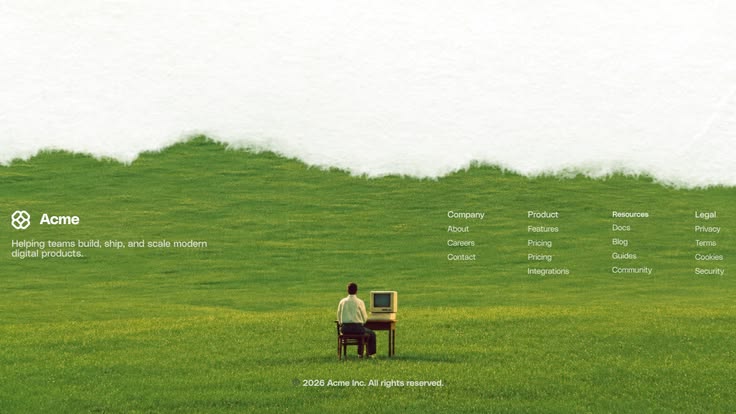 Acme
Helping teams build, ship, and scale modern
digital products.
Company
About
Careers
Contact
Product
Features
Pricing
Pricing
Integrations
Resources
Docs
Blog
Guides
Community
Legal
Privacy
Terms
Cookies
Security
© 2026 Acme Inc. All rights reserved.